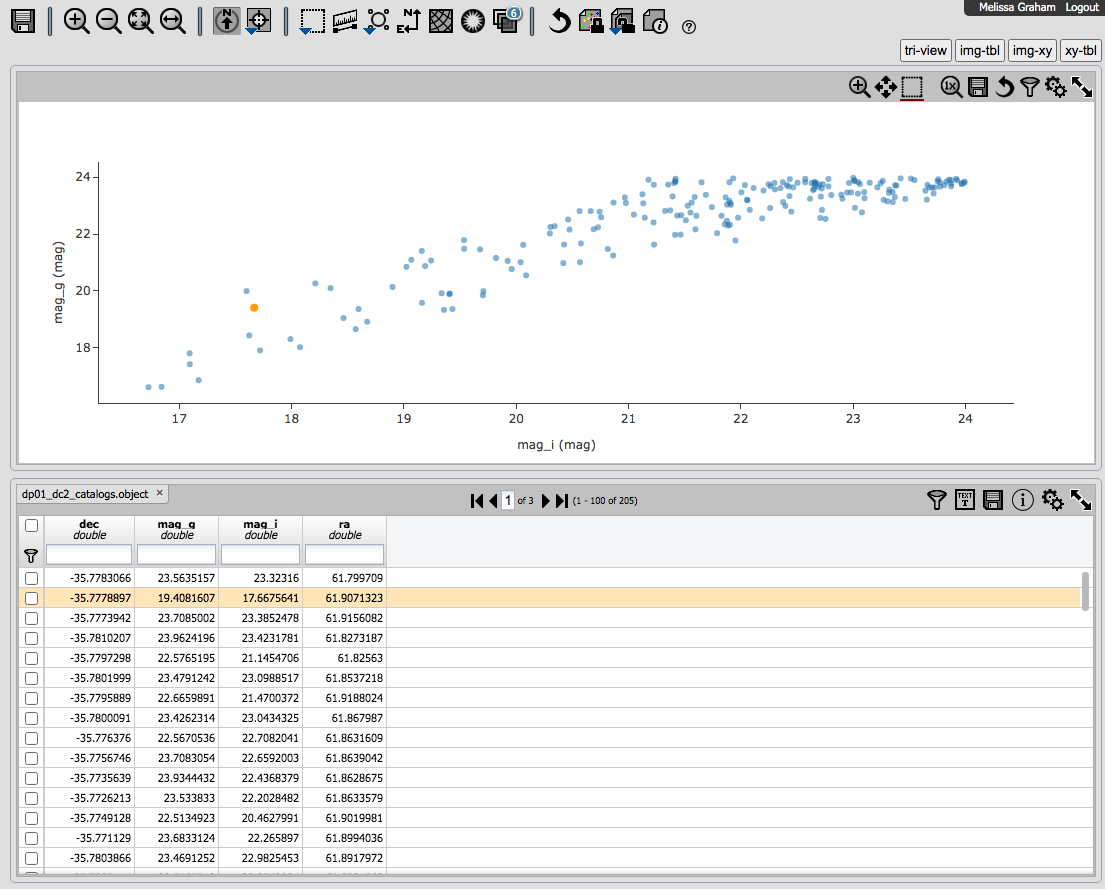 Melissa Graham Logout
6
tri-view img-tbl img-xy xy-tbl
1x
24
22
20
18
mag_g (mag)
17 18 19 20 21 22 23 24
mag_i (mag)
dp01_dc2_catalogs.object ×
1 of 3 (1 - 100 of 205)
TEXT
T
dec mag_g mag_i ra
double double double double
-35.7783066 23.5635157 23.32316 61.799709
-35.7778897 19.4081607 17.6675641 61.9071323
-35.7773942 23.7085002 23.3852478 61.9156082
-35.7810207 23.9624196 23.4231781 61.8273187
-35.7797298 22.5765195 21.1454706 61.82563
-35.7801999 23.4791242 23.0988517 61.8537218
-35.7795889 22.6659891 21.4700372 61.9188024
-35.7800091 23.4262314 23.0434325 61.867987
-35.776376 22.5670536 22.7082041 61.8631609
-35.7756746 23.7083054 22.6592003 61.8639042
-35.7735639 23.9344432 22.4368379 61.8628675
-35.7726213 23.533833 22.2028482 61.8633579
-35.7749128 22.5134923 20.4627991 61.9019981
-35.771129 23.6833124 22.265897 61.8994036
-35.7803866 23.4691252 22.9825453 61.8917972